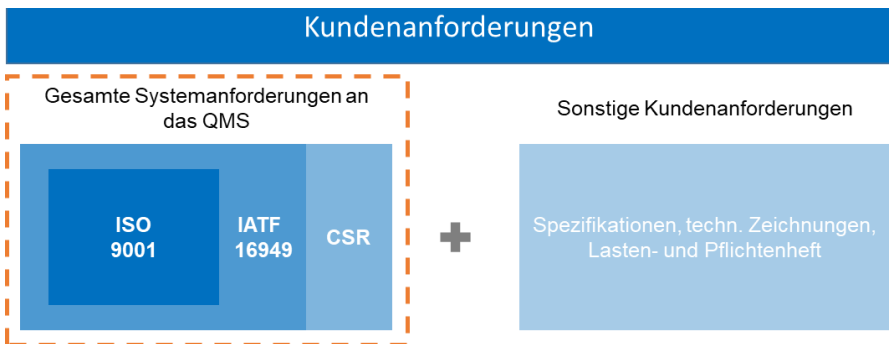 Kundenanforderungen
Gesamte Systemanforderungen an
das QMS
ISO
9001
IATF
16949
CSR
Sonstige Kundenanforderungen
Spezifikationen, techn. Zeichnungen,
Lasten- und Pflichtenheft